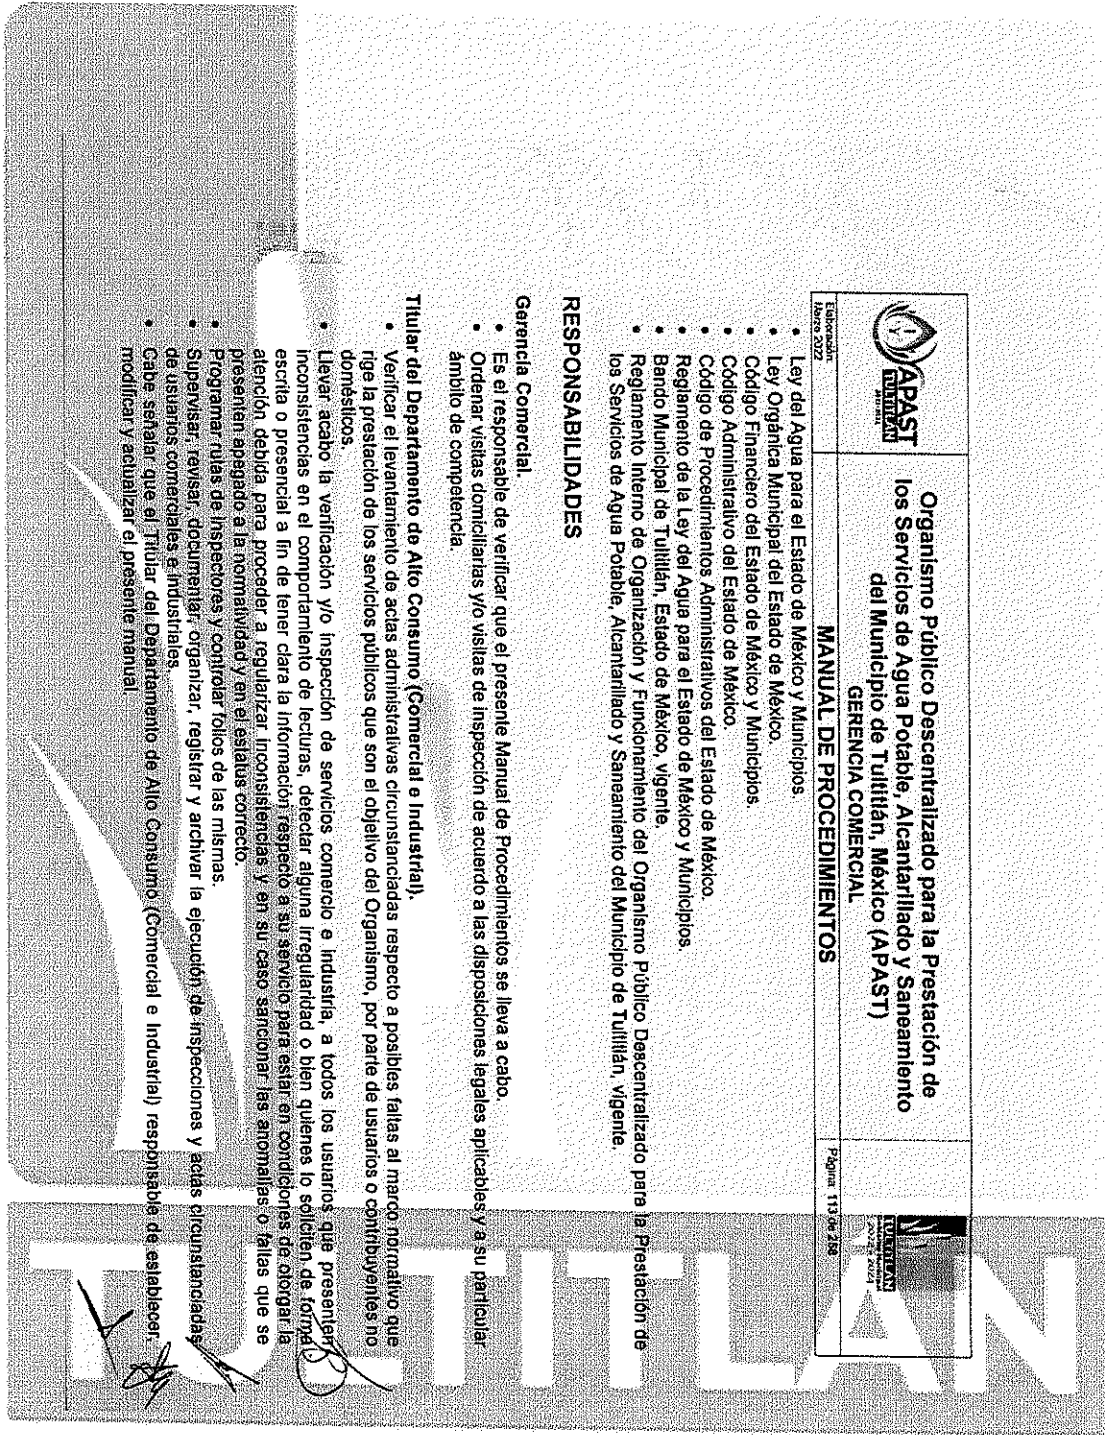 APAST
TULTITLÁN
Organismo Público Descentralizado para la Prestación de
los Servicios de Agua Potable, Alcantarillado y Saneamiento
del Municipio de Tultitlán, México (APAST)
GERENCIA COMERCIAL
TULTITLÁN
Elaboración:
Marzo 2022
MANUAL DE PROCEDIMIENTOS
Página: 113 de 258
• Ley del Agua para el Estado de México y Municipios.
• Ley Orgánica Municipal del Estado de México.
• Código Financiero del Estado de México y Municipios.
• Código Administrativo del Estado de México.
• Código de Procedimientos Administrativos del Estado de México.
• Reglamento de la Ley del Agua para el Estado de México y Municipios.
• Bando Municipal de Tultitlán, Estado de México, vigente.
• Reglamento Interno de Organización y Funcionamiento del Organismo Público Descentralizado para la Prestación de
los Servicios de Agua Potable, Alcantarillado y Saneamiento del Municipio de Tultitlán, vigente.
RESPONSABILIDADES
Gerencia Comercial.
• Es el responsable de verificar que el presente Manual de Procedimientos se lleva a cabo.
• Ordenar visitas domiciliarias y/o visitas de inspección de acuerdo a las disposiciones legales aplicables y a su particular
ámbito de competencia.
Titular del Departamento de Alto Consumo (Comercial e Industrial).
• Verificar el levantamiento de actas administrativas circunstanciadas respecto a posibles faltas al marco normativo que
rige la prestación de los servicios públicos que son el objetivo del Organismo, por parte de usuarios o contribuyentes no
domésticos.
• Llevar acabo la verificación y/o inspección de servicios comercio e industria, a todos los usuarios que presenten
inconsistencias en el comportamiento de lecturas, detectar alguna irregularidad o bien quienes lo soliciten de forma
escrita o presencial a fin de tener clara la información respecto a su servicio para estar en condiciones de otorgar la
atención debida para proceder a regularizar inconsistencias y en su caso sancionar las anomalías o fallas que se
presenten apegado a la normatividad y en el estatus correcto.
• Programar rutas de inspectores y controlar folios de las mismas.
• Supervisar, revisar, documentar, organizar, registrar y archiver la ejecución de inspecciones y actas circunstanciadas
de usuarios comerciales e industriales.
• Cabe señalar que el Titular del Departamento de Alto Consumo (Comercial e Industrial) responsable de establecer,
modificar y actualizar el presente manual.
TULTITLAN